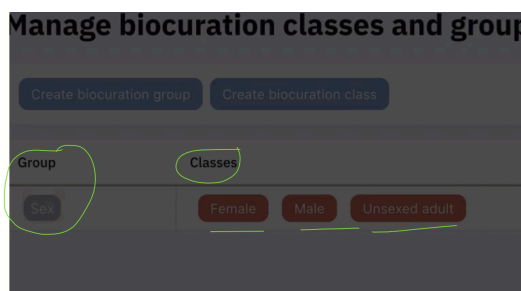 Manage biocuration classes and group
Create biocuration group Create biocuration class
Group Classes
Sex Female Male Unsexed adult